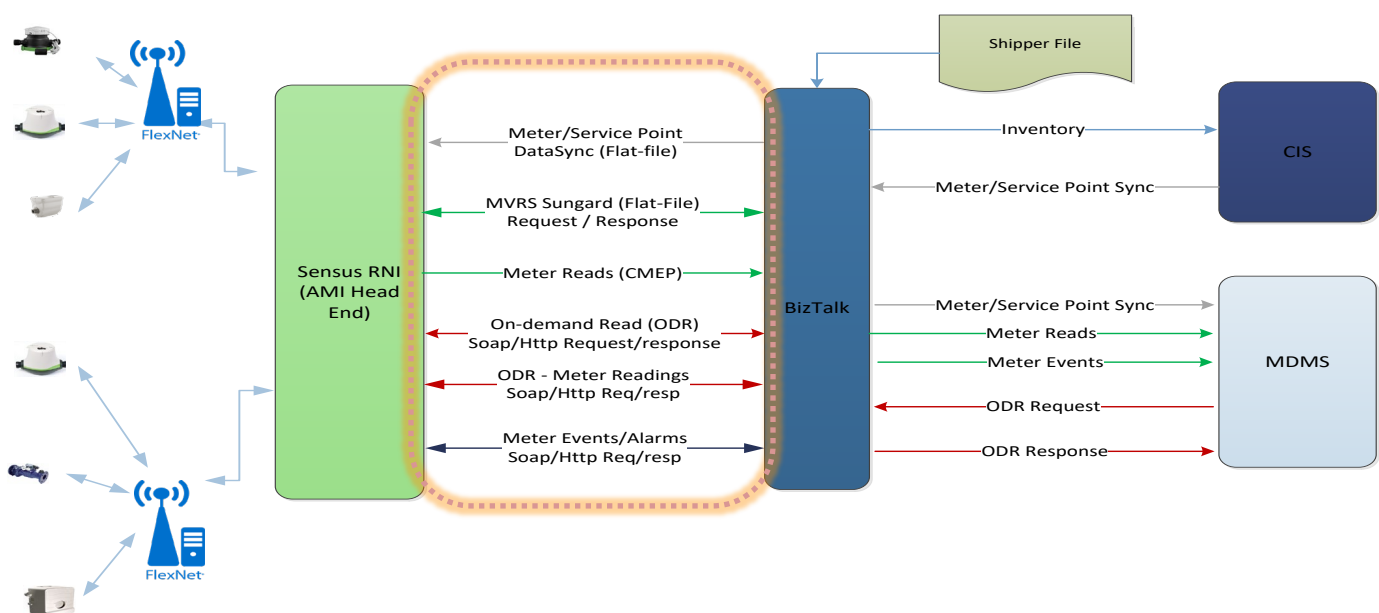 Shipper File
FlexNet
Meter/Service Point
DataSync (Flat-file)
Inventory
CIS
Meter/Service Point Sync
MVRS Sungard (Flat-File)
Request / Response
Sensus RNI
(AMI Head
End)
Meter Reads (CMEP)
BizTalk
Meter/Service Point Sync
On-demand Read (ODR)
Soap/Http Request/response
Meter Reads
Meter Events
MDMS
ODR - Meter Readings
Soap/Http Req/resp
ODR Request
Meter Events/Alarms
Soap/Http Req/resp
ODR Response
FlexNet